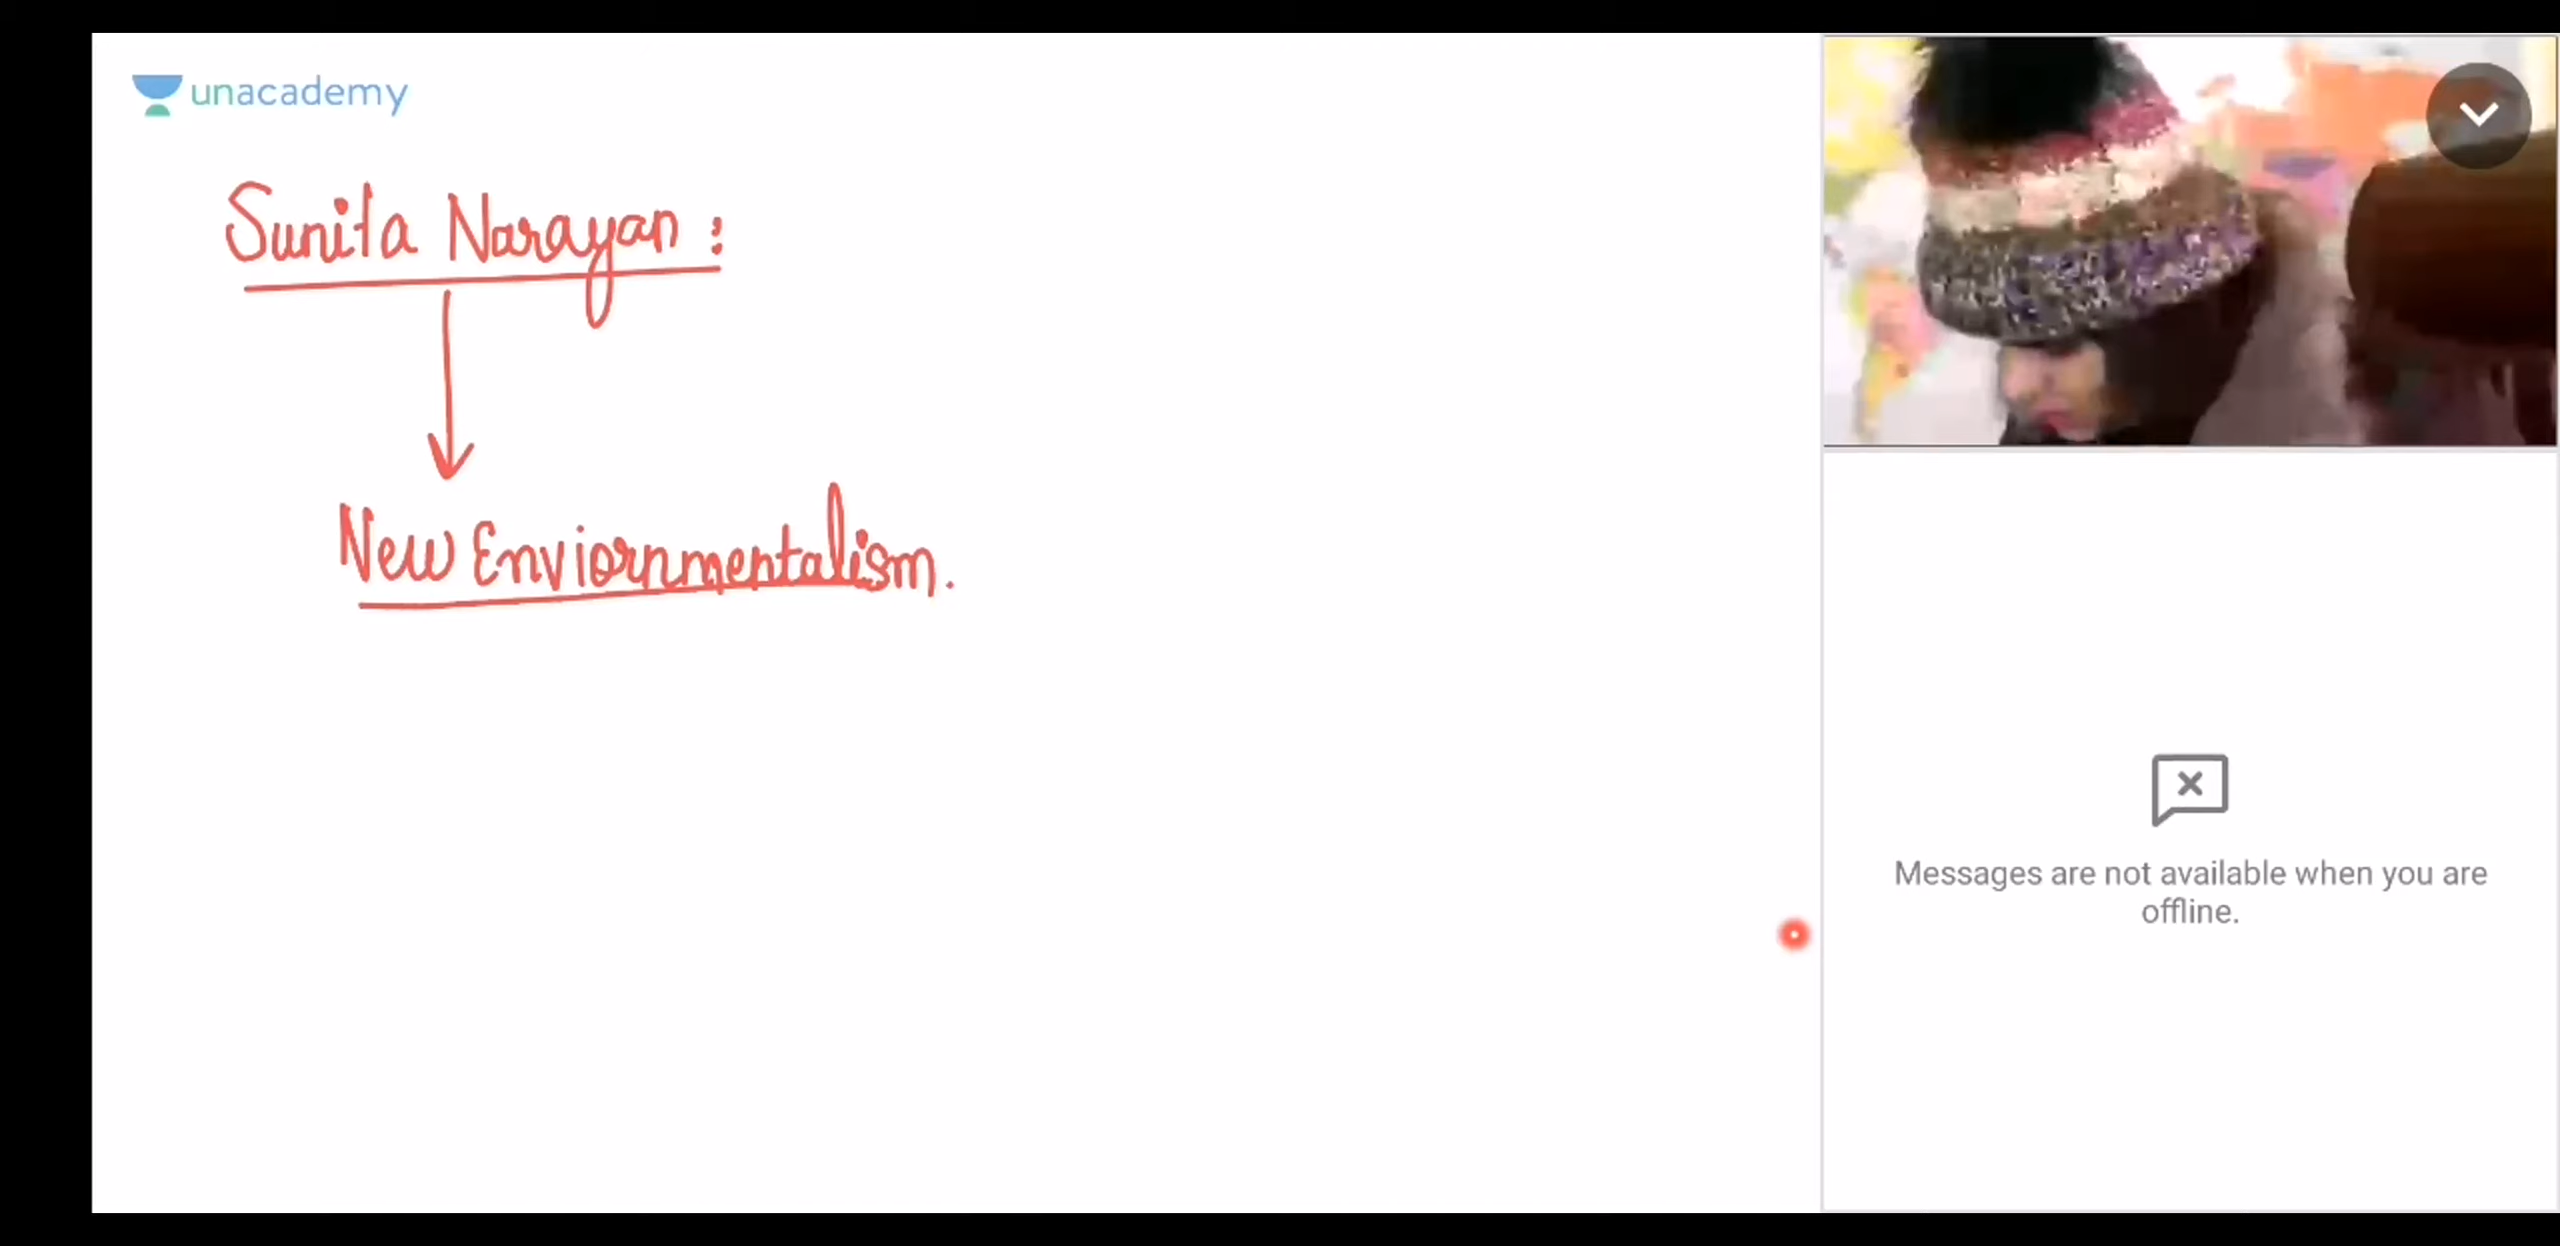 unacademy
Sunita Narayan :
New Enviornmentalism.
Messages are not available when you are
offline.